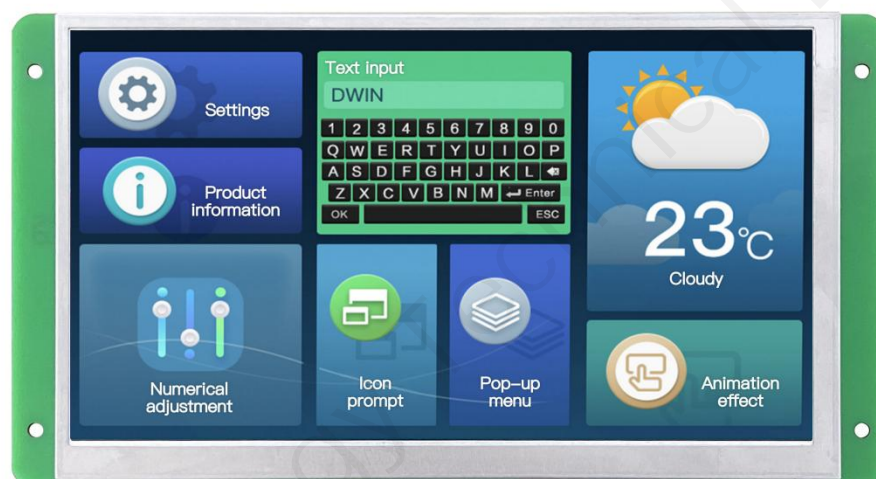 Settings
Product
information
Numerical
adjustment
Text input
DWIN
1 2 3 4 5 6 7 8 9 0
Q W E R T Y U I O P
A S D F G H J K L
Z X C V B N M Enter
OK ESC
Icon
prompt
Pop-up
menu
23℃
Cloudy
Animation
effect